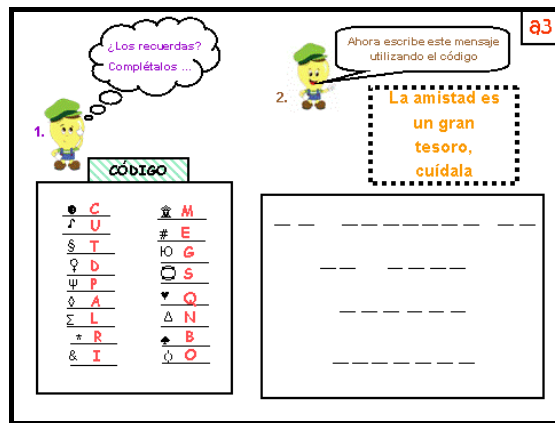 a3
¿Los recuerdas?
Complétalos ...
1.
Ahora escribe este mensaje
utilizando el código
2.
La amistad es
un gran
tesoro,
cuídala
CÓDIGO
☻ C
♪ U
§ T
♀ D
Ψ P
◊ A
Σ L
* R
& I
M
# E
Ю G
S
♥ Q
Δ N
♠ B
O